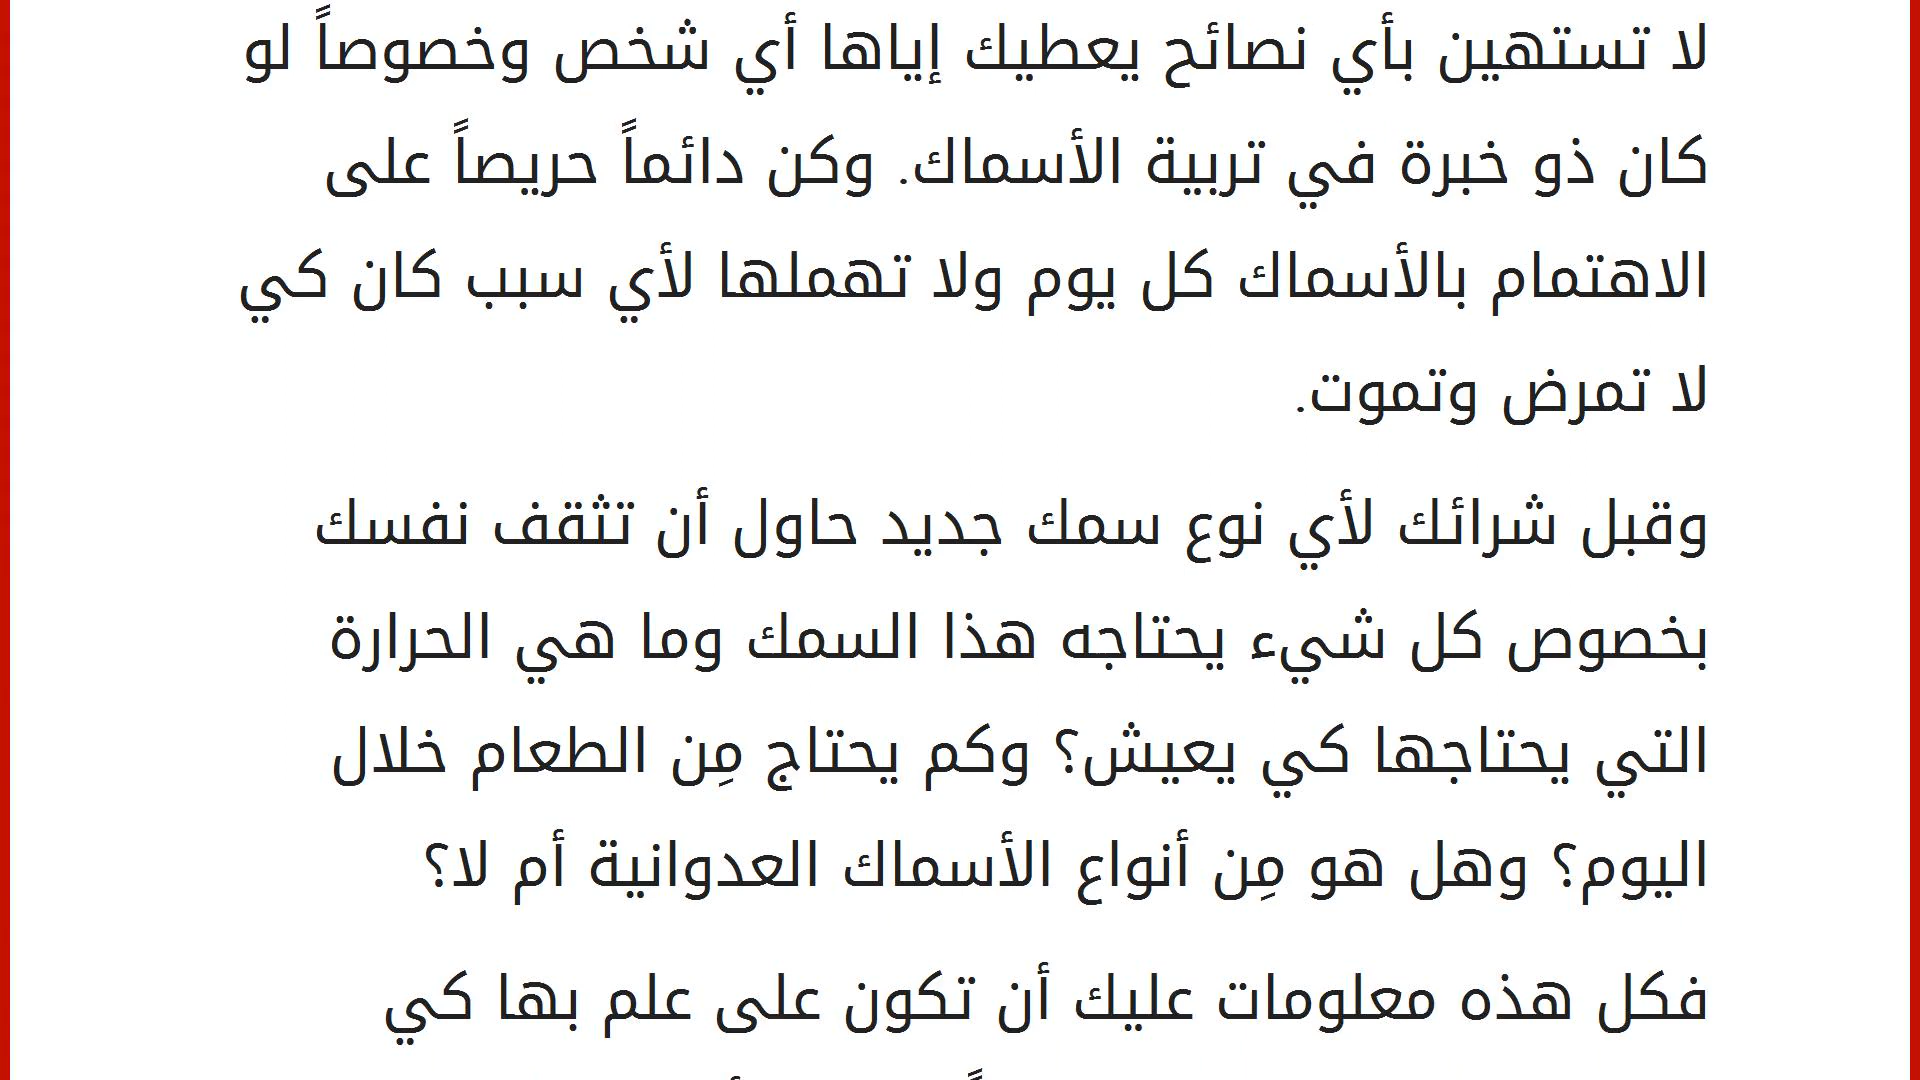 لا تستهين بأي نصائح يعطيك إياها أي شخص وخصوصاً لو
كان ذو خبرة في تربية الأسماك. وكن دائماً حريصاً على
الاهتمام بالأسماك كل يوم ولا تهملها لأي سبب كان كي
لا تمرض وتموت.
وقبل شرائك لأي نوع سمك جديد حاول أن تثقف نفسك
بخصوص كل شيء يحتاجه هذا السمك وما هي الحرارة
التي يحتاجها كي يعيش؟ وكم يحتاج مِن الطعام خلال
اليوم؟ وهل هو مِن أنواع الأسماك العدوانية أم لا؟
فكل هذه معلومات عليك أن تكون على علم بها كي